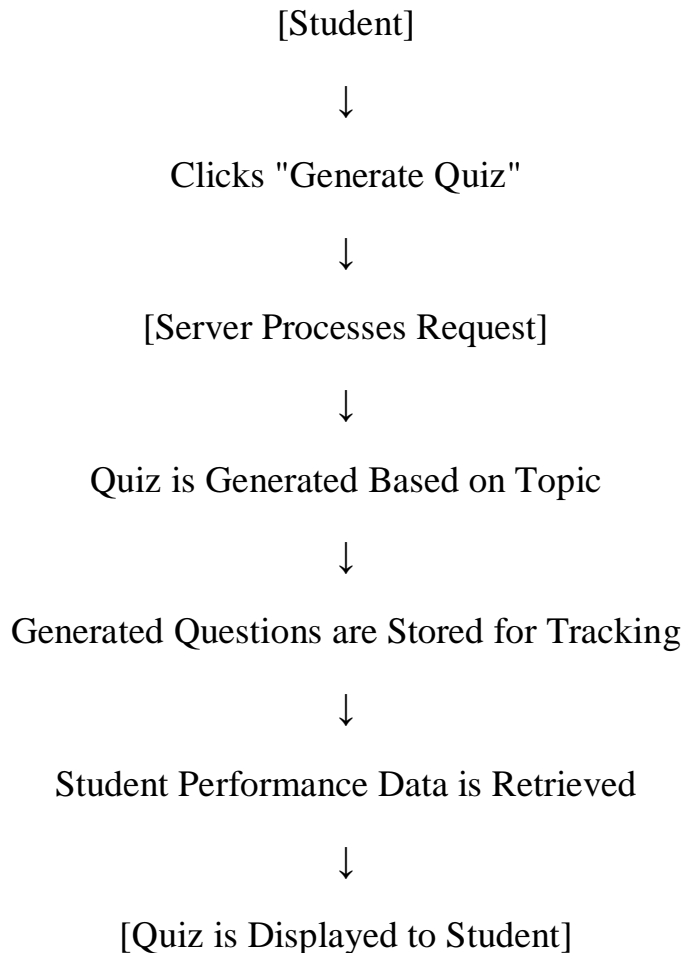 [Student]
↓
Clicks "Generate Quiz"
↓
[Server Processes Request]
↓
Quiz is Generated Based on Topic
↓
Generated Questions are Stored for Tracking
↓
Student Performance Data is Retrieved
↓
[Quiz is Displayed to Student]